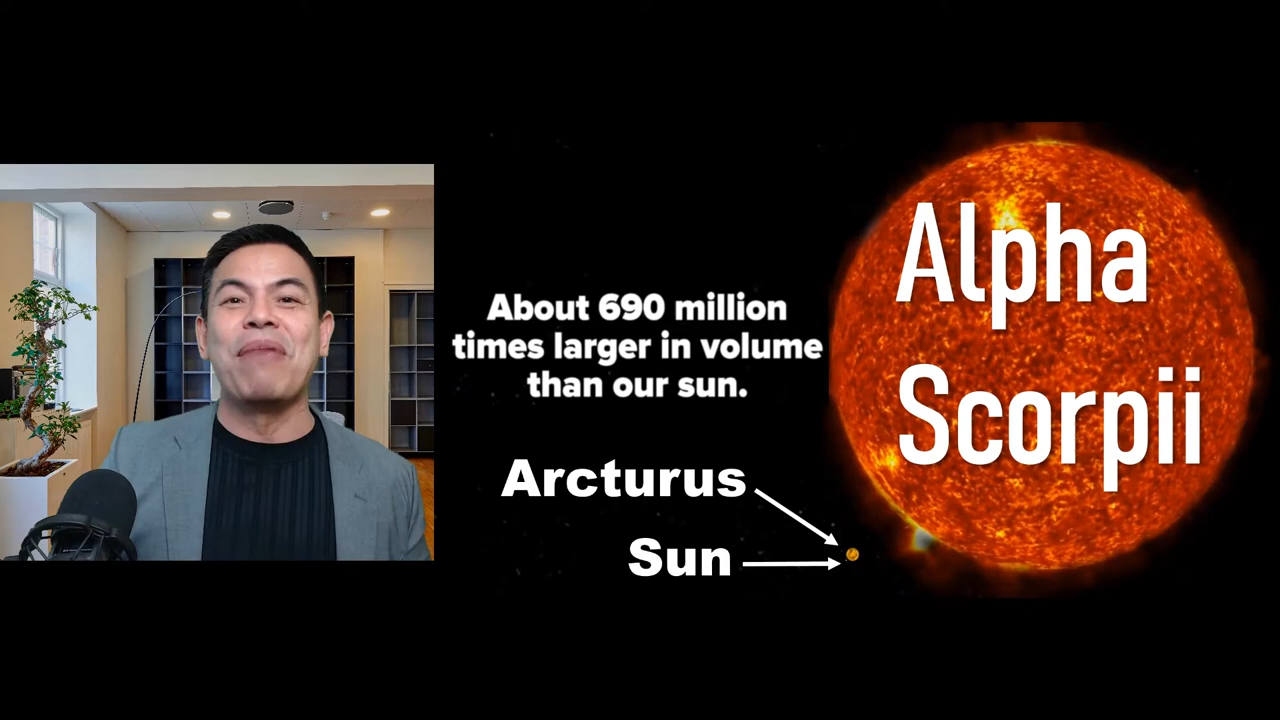 About 690 million
times larger in volume
than our sun.
Arcturus
Sun
Alpha
Scorpii